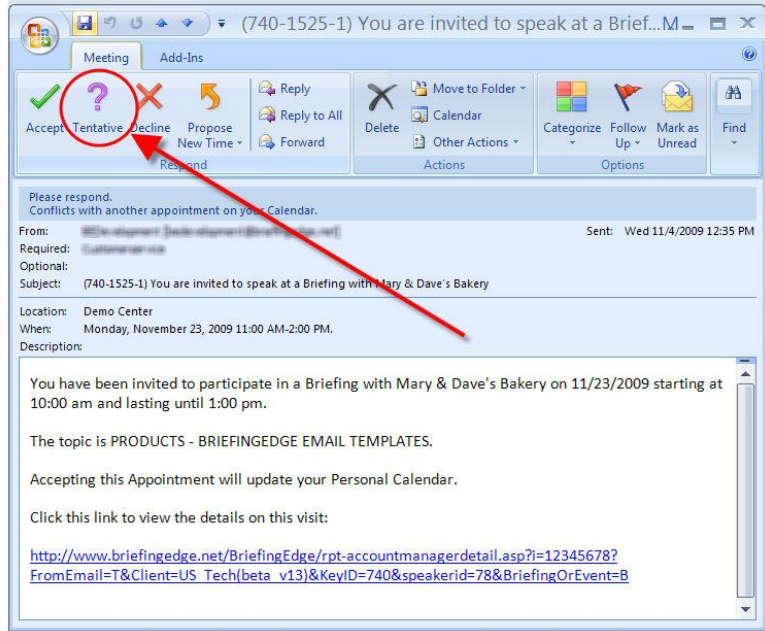 (740-1525-1) You are invited to speak at a Brief...M
Meeting Add-Ins
Accept Tentative Decline Propose New Time
Reply
Reply to All
Forward
Respond
Delete
Move to Folder
Calendar
Other Actions
Actions
Categorize Follow Up Mark as Unread
Options
Find
Please respond.
Conflicts with another appointment on your Calendar.
From:
Sent: Wed 11/4/2009 12:35 PM
Required:
Optional:
Subject: (740-1525-1) You are invited to speak at a Briefing with Mary & Dave's Bakery
Location: Demo Center
When: Monday, November 23, 2009 11:00 AM-2:00 PM.
Description:
You have been invited to participate in a Briefing with Mary & Dave's Bakery on 11/23/2009 starting at
10:00 am and lasting until 1:00 pm.
The topic is PRODUCTS - BRIEFINGEDGE EMAIL TEMPLATES.
Accepting this Appointment will update your Personal Calendar.
Click this link to view the details on this visit:
http://www.briefingedge.net/BriefingEdge/rpt-accountmanagerdetail.asp?i=12345678?
FromEmail=T&Client=US_Tech(beta_v13)&KeyID=740&speakerid=78&BriefingOrEvent=B